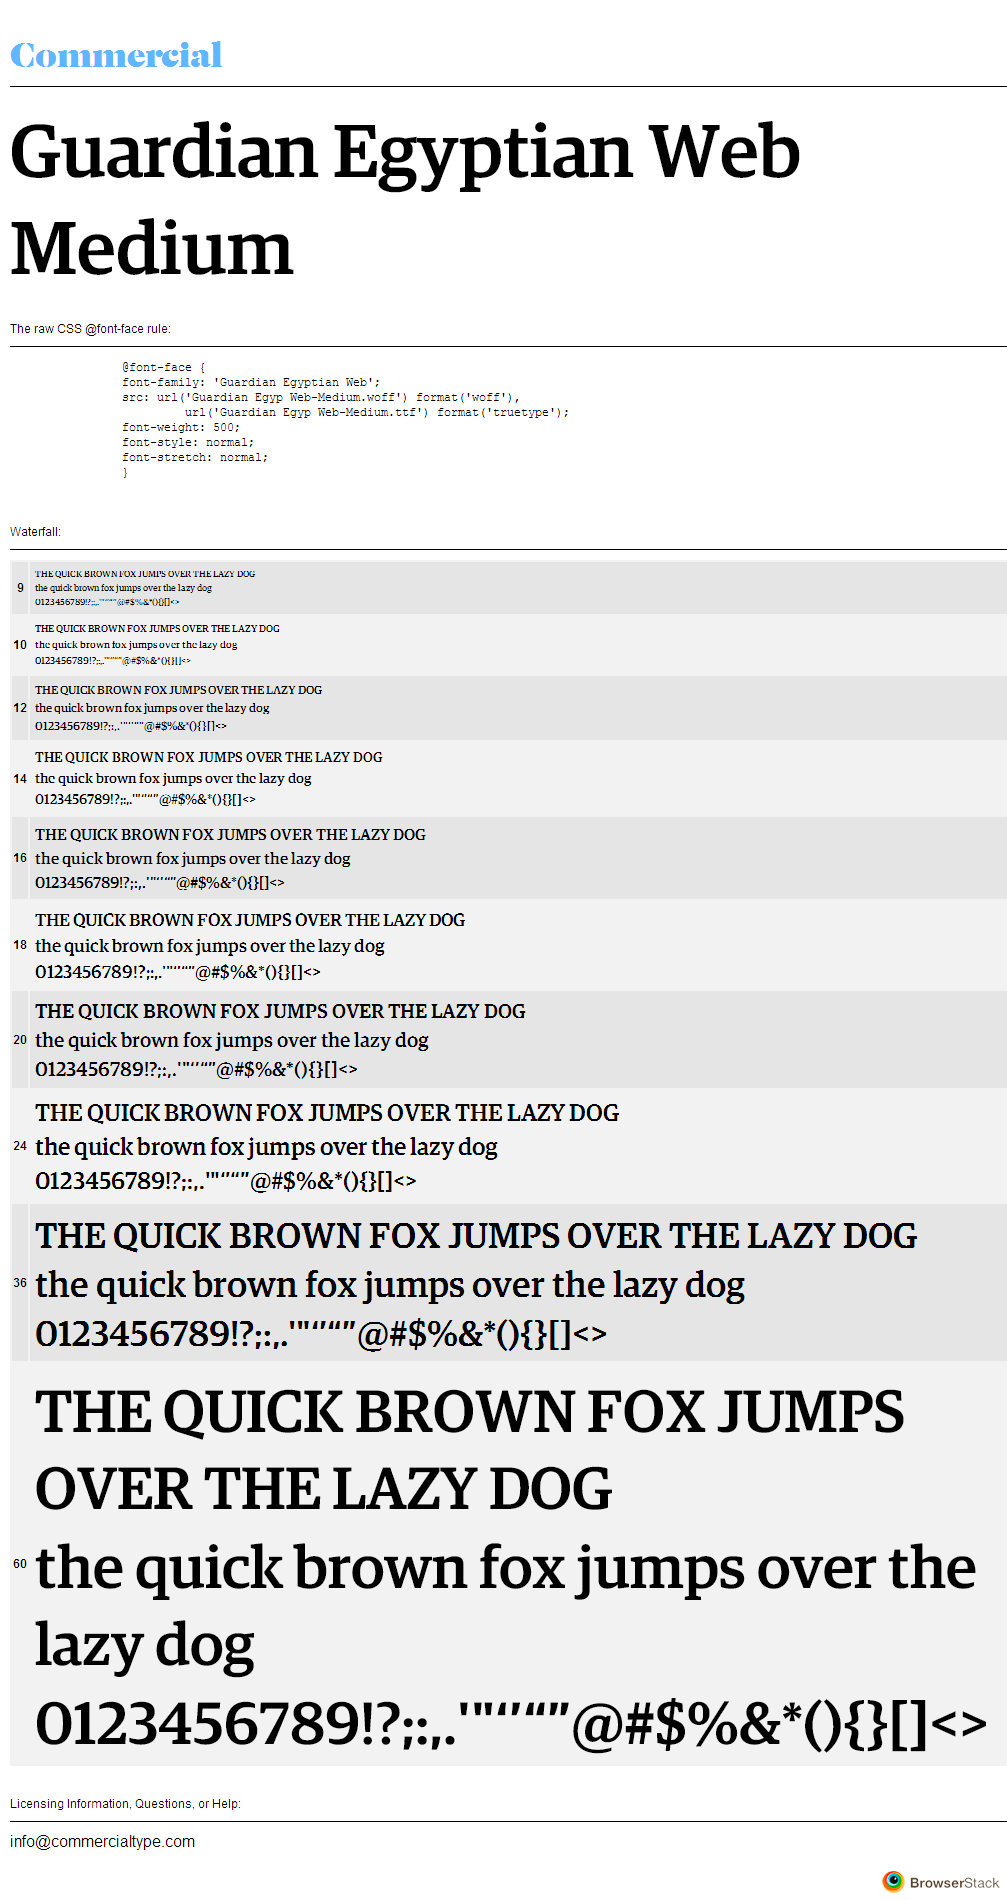 Commercial
Guardian Egyptian Web
Medium
The raw CSS @font-face rule:
@font-face {
font-family: 'Guardian Egyptian Web';
src: url('Guardian Egyp Web-Medium.woff') format('woff'),
url('Guardian Egyp Web-Medium.ttf') format('truetype');
font-weight: 500;
font-style: normal;
font-stretch: normal;
}
Waterfall:
THE QUICK BROWN FOX JUMPS OVER THE LAZY DOG
9 the quick brown fox jumps over the lazy dog
0123456789!?;:,.'"‘’“”@#$%&*(){}[]<>
THE QUICK BROWN FOX JUMPS OVER THE LAZY DOG
10 the quick brown fox jumps over the lazy dog
0123456789!?;:,.'"‘’“”@#$%&*(){}[]<>
THE QUICK BROWN FOX JUMPS OVER THE LAZY DOG
12 the quick brown fox jumps over the lazy dog
0123456789!?;:,.'"‘’“”@#$%&*(){}[]<>
THE QUICK BROWN FOX JUMPS OVER THE LAZY DOG
14 the quick brown fox jumps over the lazy dog
0123456789!?;:,.'"‘’“”@#$%&*(){}[]<>
THE QUICK BROWN FOX JUMPS OVER THE LAZY DOG
16 the quick brown fox jumps over the lazy dog
0123456789!?;:,.'"‘’“”@#$%&*(){}[]<>
THE QUICK BROWN FOX JUMPS OVER THE LAZY DOG
18 the quick brown fox jumps over the lazy dog
0123456789!?;:,.'"‘’“”@#$%&*(){}[]<>
THE QUICK BROWN FOX JUMPS OVER THE LAZY DOG
20 the quick brown fox jumps over the lazy dog
0123456789!?;:,.'"‘’“”@#$%&*(){}[]<>
THE QUICK BROWN FOX JUMPS OVER THE LAZY DOG
24 the quick brown fox jumps over the lazy dog
0123456789!?;:,.'"‘’“”@#$%&*(){}[]<>
THE QUICK BROWN FOX JUMPS OVER THE LAZY DOG
36 the quick brown fox jumps over the lazy dog
0123456789!?;:,.'"‘’“”@#$%&*(){}[]<>
THE QUICK BROWN FOX JUMPS
OVER THE LAZY DOG
60 the quick brown fox jumps over the
lazy dog
0123456789!?;:,.'"‘’“”@#$%&*(){}[]<>
Licensing Information, Questions, or Help:
info@commercialtype.com
BrowserStack